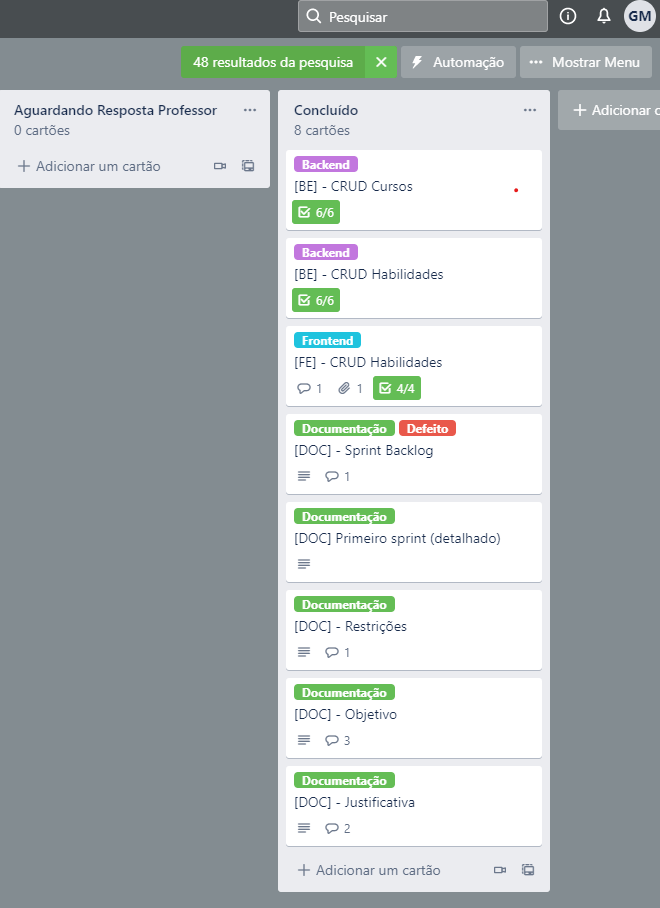 Pesquisar
GM
48 resultados da pesquisa
Automação
Mostrar Menu
Aguardando Resposta Professor
0 cartões
Adicionar um cartão
Concluído
8 cartões
Backend
[BE] - CRUD Cursos
6/6
Backend
[BE] - CRUD Habilidades
6/6
Frontend
[FE] - CRUD Habilidades
1 1 4/4
Documentação Defeito
[DOC] - Sprint Backlog
1
Documentação
[DOC] Primeiro sprint (detalhado)
Documentação
[DOC] - Restrições
1
Documentação
[DOC] - Objetivo
3
Documentação
[DOC] - Justificativa
2
Adicionar um cartão
Adicionar